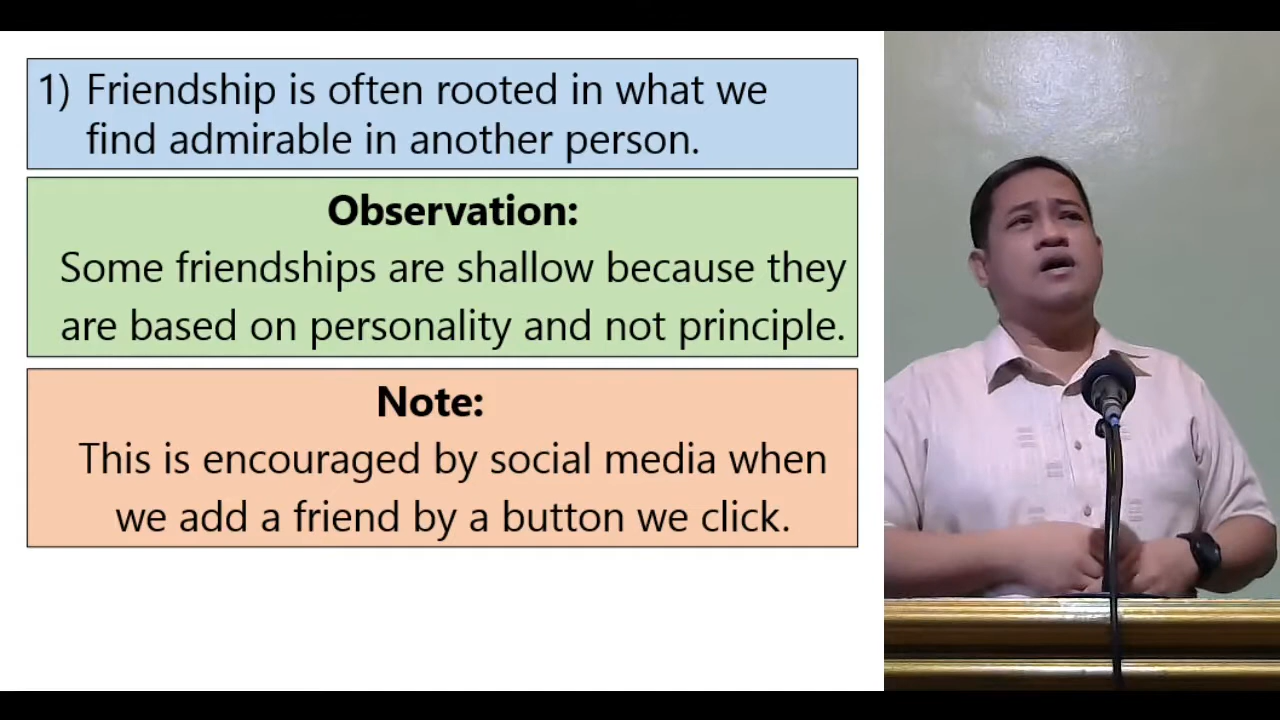 1) Friendship is often rooted in what we
find admirable in another person.
Observation:
Some friendships are shallow because they
are based on personality and not principle.
Note:
This is encouraged by social media when
we add a friend by a button we click.